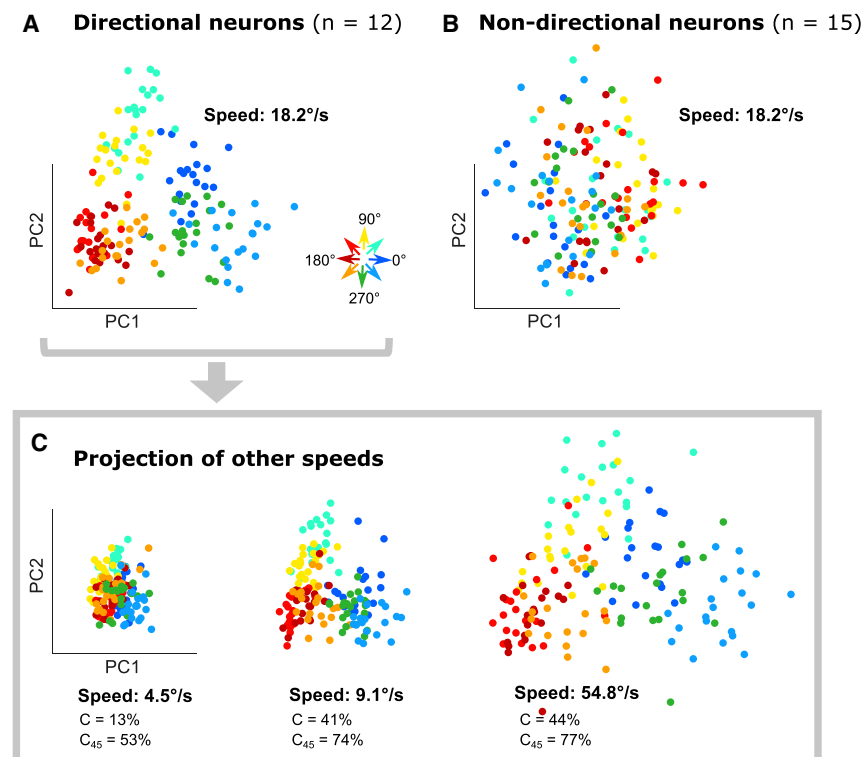 A Directional neurons (n = 12)
B Non-directional neurons (n = 15)
Speed: 18.2°/s
Speed: 18.2°/s
PC2
PC1
90°
180°
0°
270°
PC2
PC1
C Projection of other speeds
PC2
PC1
Speed: 4.5°/s
C = 13%
C45 = 53%
Speed: 9.1°/s
C = 41%
C45 = 74%
Speed: 54.8°/s
C = 44%
C45 = 77%